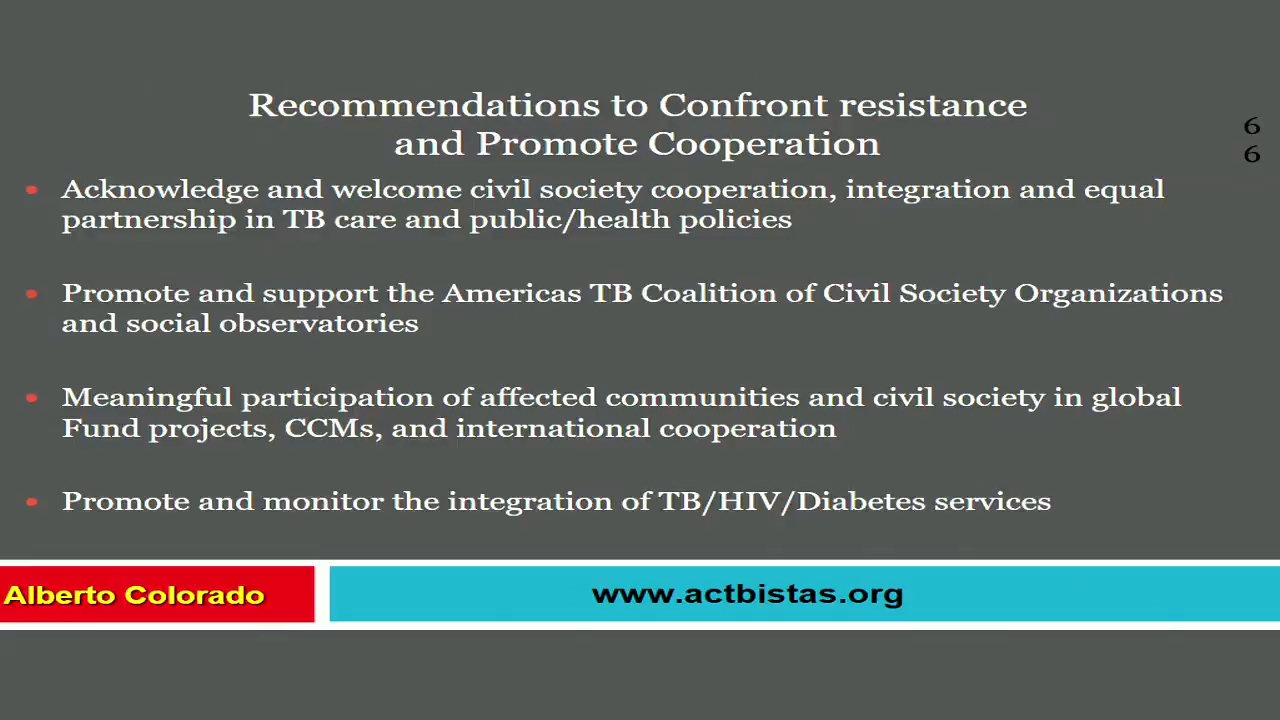 Recommendations to Confront resistance
and Promote Cooperation
6
6
• Acknowledge and welcome civil society cooperation, integration and equal
partnership in TB care and public/health policies
• Promote and support the Americas TB Coalition of Civil Society Organizations
and social observatories
• Meaningful participation of affected communities and civil society in global
Fund projects, CCMs, and international cooperation
• Promote and monitor the integration of TB/HIV/Diabetes services
Alberto Colorado
www.actbistas.org